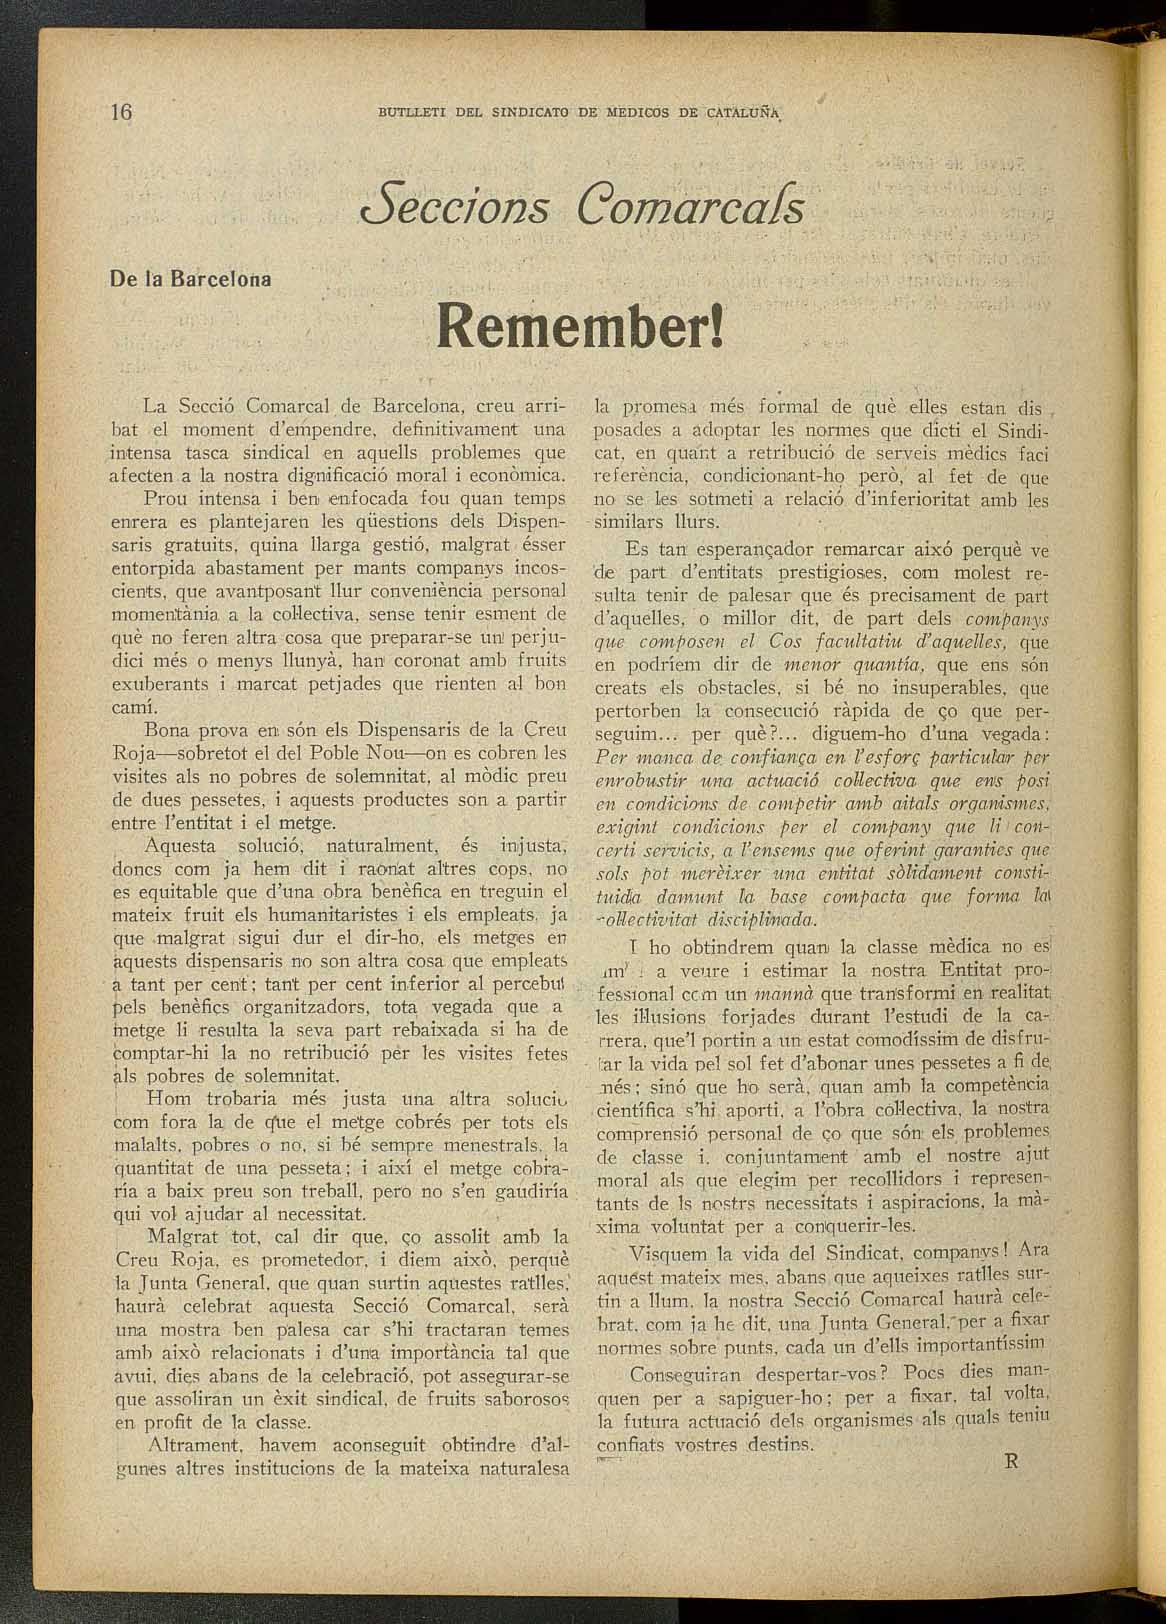 16
BUTLLETI DEL SINDICATO DE MEDICOS DE CATALUÑA
Seccions Comarcals
De la Barcelona
Remember!
La Secció Comarcal de Barcelona, creu arri-
bat el moment d'empendre, definitivament una
intensa tasca sindical en aquells problemes que
afecten a la nostra dignificació moral i econòmica.
Prou intensa i ben enfocada fou quan temps
enrera es plantejaren les qüestions dels Dispen-
saris gratuits, quina llarga gestió, malgrat ésser
entorpida abastament per mants companys incos-
cients, que avantposant llur conveniència personal
momentània a la col·lectiva, sense tenir esment de
què no feren altra cosa que preparar-se un perju-
dici més o menys llunyà, han coronat amb fruits
exuberants i marcat petjades que rienten al bon
camí.
Bona prova en són els Dispensaris de la Creu
Roja—sobretot el del Poble Nou—on es cobren les
visites als no pobres de solemnitat, al mòdic preu
de dues pessetes, i aquests productes son a partir
entre l'entitat i el metge.
Aquesta solució, naturalment, és injusta,
doncs com ja hem dit i raonat altres cops, no
es equitable que d'una obra benèfica en treguin el
mateix fruit els humanitaristes i els empleats, ja
que malgrat sigui dur el dir-ho, els metges en
aquests dispensaris no son altra cosa que empleats
a tant per cent; tant per cent inferior al percebut
pels benèfics organitzadors, tota vegada que a
metge li resulta la seva part rebaixada si ha de
comptar-hi la no retribució per les visites fetes
als pobres de solemnitat.
Hom trobaria més justa una altra solució
com fora la de que el metge cobrés per tots els
malalts, pobres o no, si bé sempre menestrals, la
quantitat de una pesseta; i així el metge cobra-
ría a baix preu son treball, pero no s'en gaudiría
qui vol ajudar al necessitat.
Malgrat tot, cal dir que, ço assolit amb la
Creu Roja, es prometedor, i diem això, perquè
la Junta General, que quan surtin aquestes ratlles,
haurà celebrat aquesta Secció Comarcal, serà
una mostra ben palesa car s'hi tractaran temes
amb això relacionats i d'una importància tal que
avui, dies abans de la celebració, pot assegurar-se
que assoliran un èxit sindical, de fruits saborosos
en profit de la classe.
Altrament, havem aconseguit obtindre d'al-
gunes altres institucions de la mateixa naturalesa
la promesa més formal de què elles estan dis
posades a adoptar les normes que dicti el Sindi-
cat, en quant a retribució de serveis mèdics faci
referència, condicionant-ho però, al fet de que
no se les sotmeti a relació d'inferioritat amb les
similars llurs.
Es tan esperançador remarcar aixó perquè ve
de part d'entitats prestigioses, com molest re-
sulta tenir de palesar que és precisament de part
d'aquelles, o millor dit, de part dels companys
que composen el Cos facultatiu d'aquelles, que
en podríem dir de menor quantía, que ens són
creats els obstacles, si bé no insuperables, que
pertorben la consecució ràpida de ço que per-
seguim... per què?... diguem-ho d'una vegada:
Per manca de confiança en l'esforç particular per
enrobustir una actuació col·lectiva que ens posi
en condicions de competir amb aitals organismes,
exigint condicions per el company que li con-
certi servicis, a l'ensems que oferint garanties que
sols pot merèixer una entitat sòlidament consti-
tuida damunt la base compacta que forma la
ol·lectivitat disciplinada.
I ho obtindrem quan la classe mèdica no es
a veure i estimar la nostra Entitat pro-
fessional com un mannà que transformi en realitat
les il·lusions forjades durant l'estudi de la ca-
rrera, que'l portin a un estat comodíssim de disfru-
tar la vida pel sol fet d'abonar unes pessetes a fi de
més; sinó que ho serà, quan amb la competència
científica s'hi aporti, a l'obra col·lectiva, la nostra
comprensió personal de ço que són els problemes
de classe i, conjuntament amb el nostre ajut
moral als que elegim per recollidors i represen-
tants de ls nostrs necessitats i aspiracions, la mà-
xima voluntat per a conquerir-les.
Visquem la vida del Sindicat, companys! Ara
aquést mateix mes, abans que aqueixes ratlles sur-
tin a llum, la nostra Secció Comarcal haurà cele-
brat, com ja he dit, una Junta General, per a fixar
normes sobre punts, cada un d'ells importantíssim
Conseguiran despertar-vos? Pocs dies man-
quen per a sapiguer-ho; per a fixar, tal volta,
la futura actuació dels organismes als quals teniu
confiats vostres destins.
R